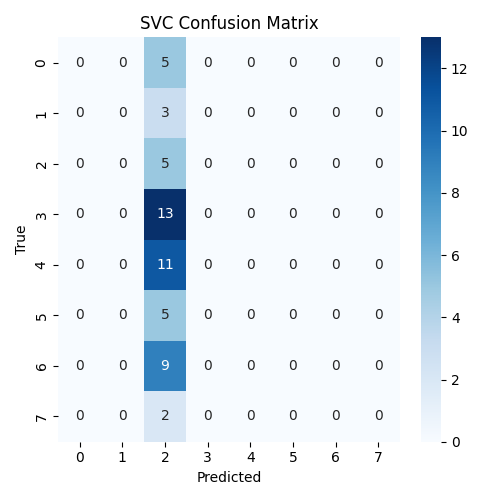 SVC Confusion Matrix
True
0 0 0 5 0 0 0 0 0
1 0 0 3 0 0 0 0 0
2 0 0 5 0 0 0 0 0
3 0 0 13 0 0 0 0 0
4 0 0 11 0 0 0 0 0
5 0 0 5 0 0 0 0 0
6 0 0 9 0 0 0 0 0
7 0 0 2 0 0 0 0 0
0 1 2 3 4 5 6 7
Predicted
12
10
8
6
4
2
0